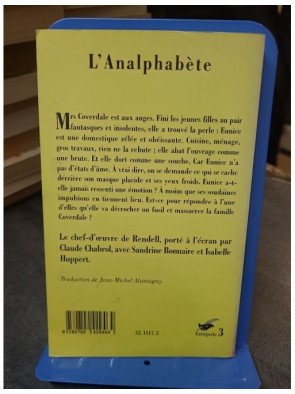 L'Analphabète
Mrs Coverdale est aux anges. Fini les jeunes filles au pair
fantasques et insolentes, elle a trouvé la perle : Eunice
est une domestique zélée et obéissante. Cuisine, ménage,
gros travaux, rien ne la rebute ; elle abat l'ouvrage comme
une brute. Et elle dort comme une souche. Car Eunice n'a
pas d'états d'âme. À vrai dire, on se demande ce qui se cache
derrière son masque placide et ses yeux froids. Eunice a-t-
elle jamais ressenti une émotion ? À moins que ses soudaines
impulsions en tiennent lieu. Est-ce pour répondre à l'une
d'elles qu'elle va décrocher un fusil et massacrer la famille
Coverdale ?
Le chef-d'œuvre de Rendell, porté à l'écran par
Claude Chabrol, avec Sandrine Bonnaire et Isabelle
Huppert.
Traduction de Jean-Michel Alamagny
Catégorie 3